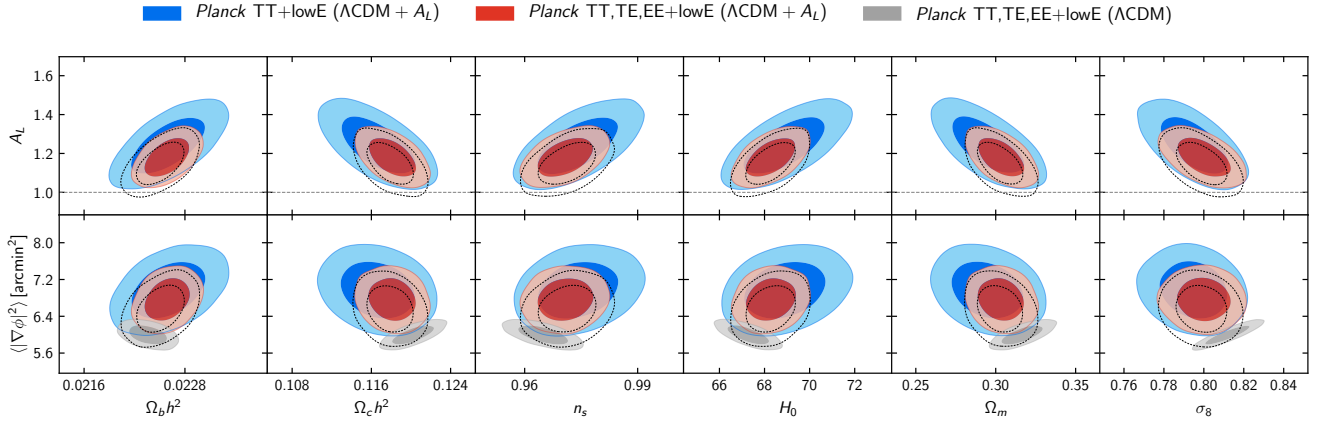 Planck TT+lowE (ΛCDM + A_L) Planck TT,TE,EE+lowE (ΛCDM + A_L) Planck TT,TE,EE+lowE (ΛCDM)
1.6
1.4
1.2
1.0
A_L
8.0
7.2
6.4
5.6
⟨|∇ϕ|²⟩ [arcmin²]
0.0216 0.0228 0.108 0.116 0.124 0.96 0.99 66 68 70 72 0.25 0.30 0.35 0.76 0.78 0.80 0.82 0.84
Ω_b h² Ω_c h² n_s H_0 Ω_m σ_8